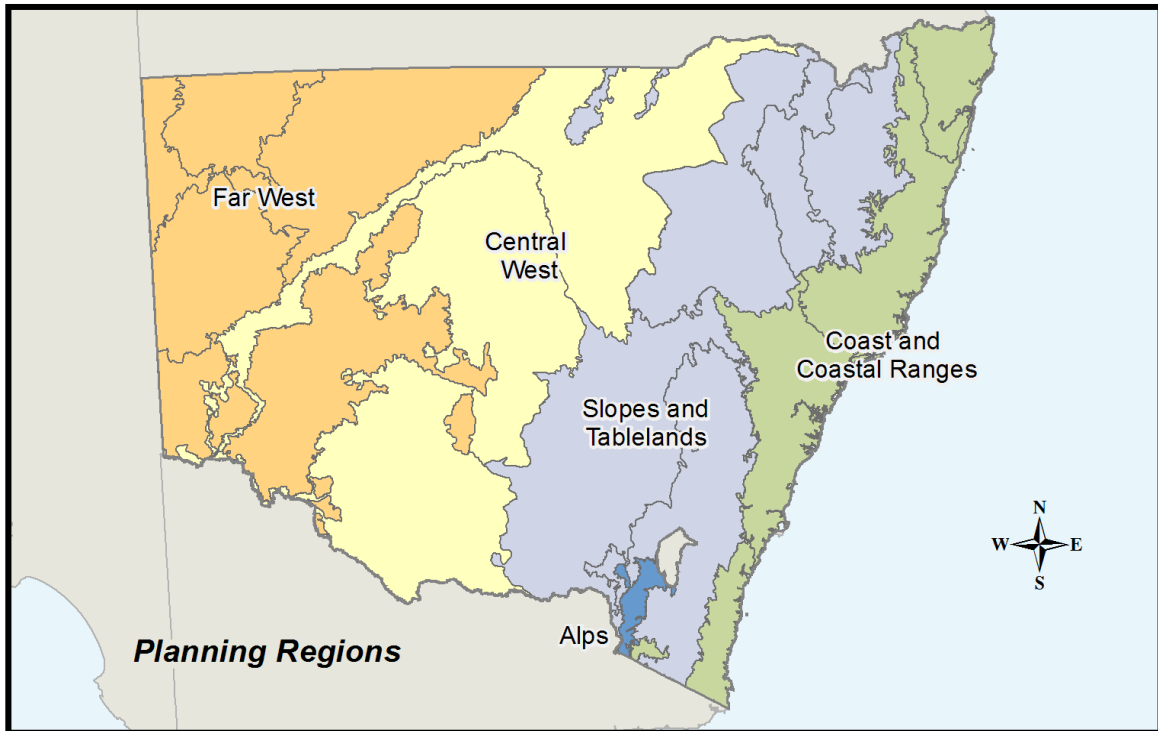 Far West
Central
West
Coast and
Coastal Ranges
Slopes and
Tablelands
N
W
E
S
Alps
Planning Regions